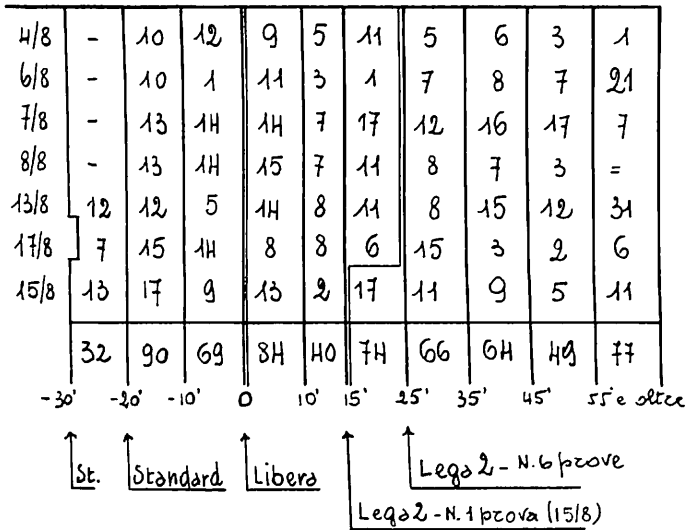 4/8 - 10 12 9 5 11 5 6 3 1
6/8 - 10 1 11 3 1 7 8 7 21
7/8 - 13 14 14 7 17 12 16 17 7
8/8 - 13 14 15 7 11 8 7 3 =
13/8 12 12 5 14 8 11 8 15 12 31
17/8 7 15 14 8 8 6 15 3 2 6
15/8 13 17 9 13 2 17 11 9 5 11
32 90 69 84 40 74 66 64 49 77
-30' -20' -10' 0 10' 15' 25' 35' 45' 55' e oltre
St. Standard Libera Lega 2 - N. 6 prove
Lega 2 - N. 1 prova (15/8)